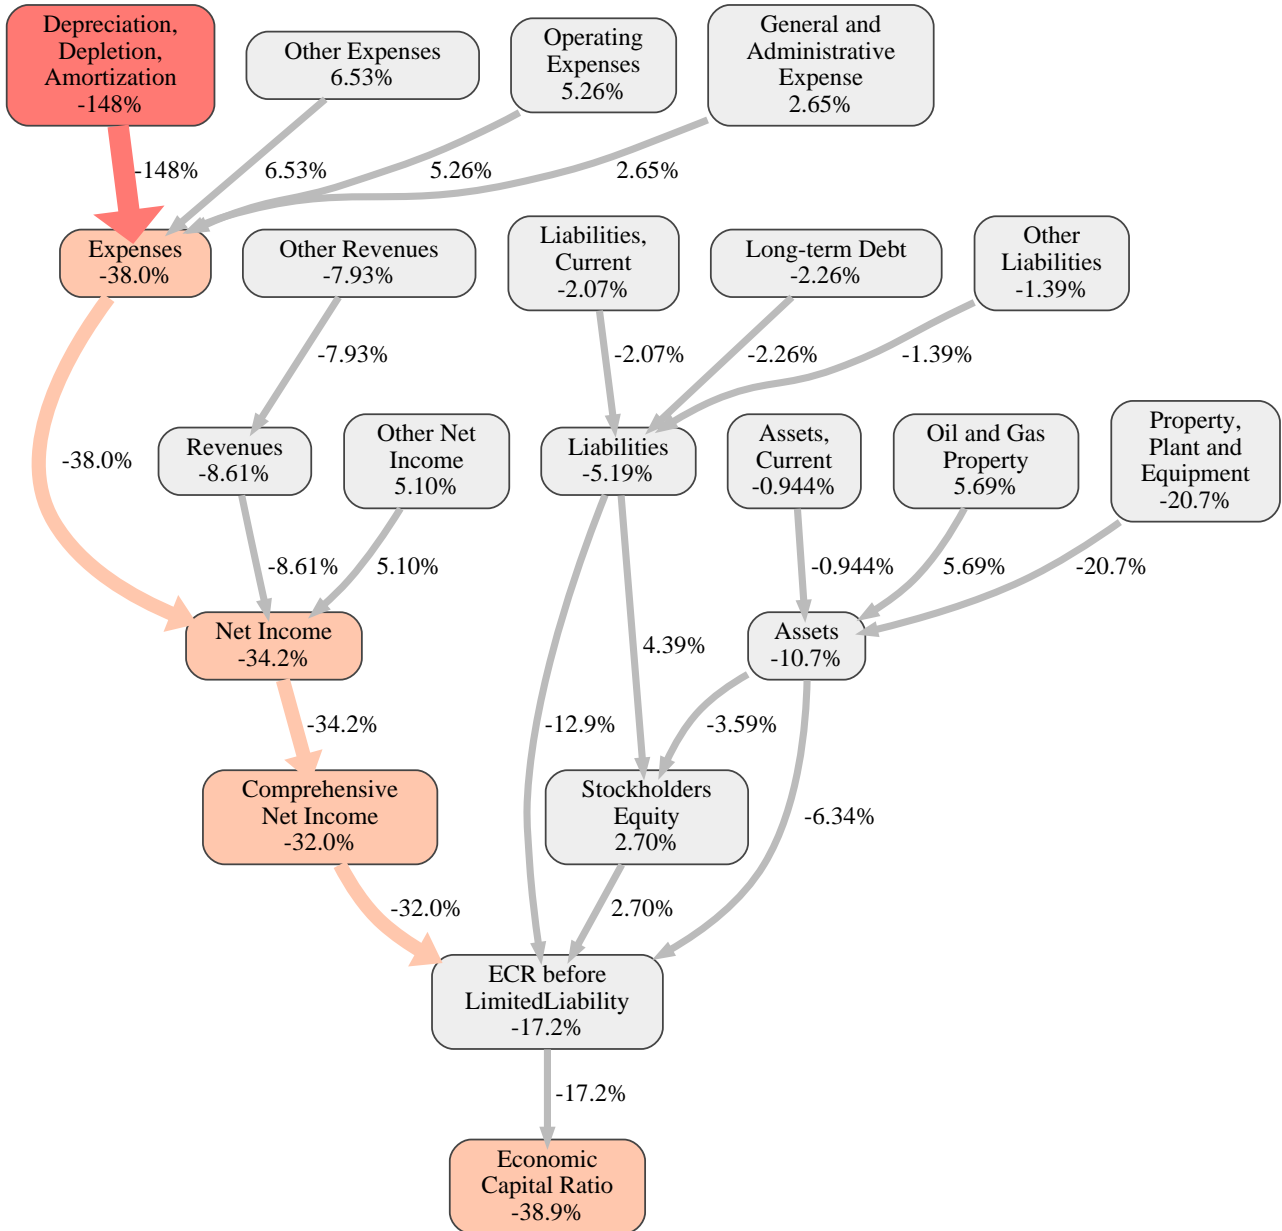 Depreciation,
Depletion,
Amortization
-148%
Other Expenses
6.53%
Operating
Expenses
5.26%
General and
Administrative
Expense
2.65%
-148%
6.53%
5.26%
2.65%
Expenses
-38.0%
Other Revenues
-7.93%
Liabilities,
Current
-2.07%
Long-term Debt
-2.26%
Other
Liabilities
-1.39%
-7.93%
-2.07%
-2.26%
-1.39%
-38.0%
Revenues
-8.61%
Other Net
Income
5.10%
Liabilities
-5.19%
Assets,
Current
-0.944%
Oil and Gas
Property
5.69%
Property,
Plant and
Equipment
-20.7%
-8.61%
5.10%
-0.944%
5.69%
-20.7%
Net Income
-34.2%
4.39%
Assets
-10.7%
-34.2%
-12.9%
-3.59%
Comprehensive
Net Income
-32.0%
Stockholders
Equity
2.70%
-6.34%
-32.0%
2.70%
ECR before
LimitedLiability
-17.2%
-17.2%
Economic
Capital Ratio
-38.9%